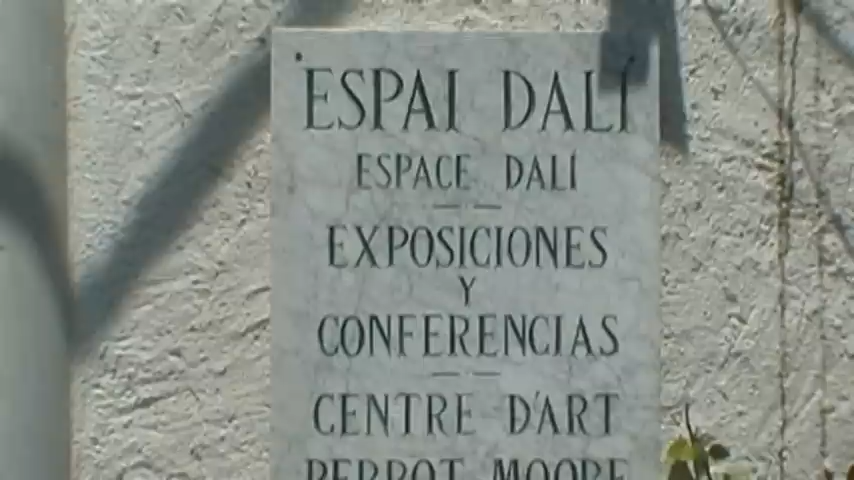 ESPAI DALÍ
ESPACE DALÍ
EXPOSICIONES
Y
CONFERENCIAS
CENTRE D'ART
PERROT MOORE